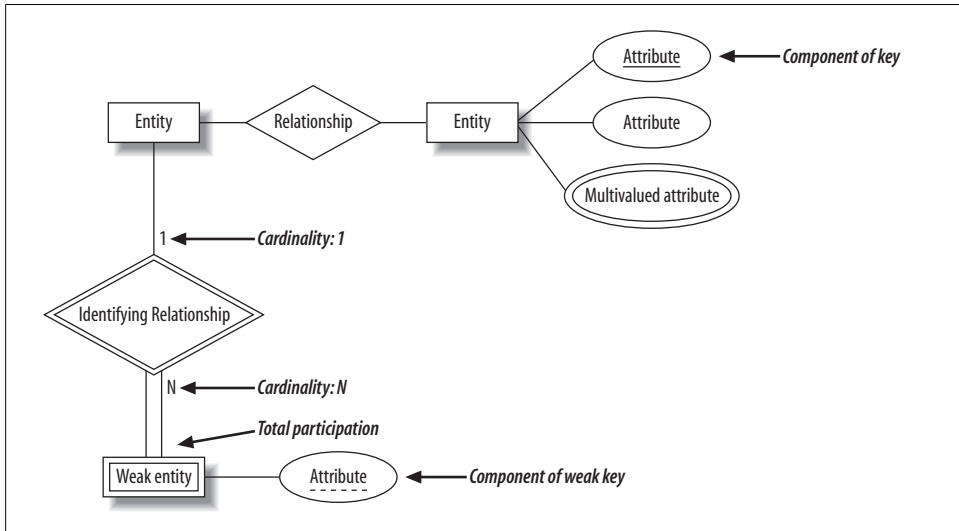 Attribute
Component of key
Entity
Relationship
Entity
Attribute
Multivalued attribute
1
Cardinality: 1
Identifying Relationship
N
Cardinality: N
Total participation
Weak entity
Attribute
Component of weak key